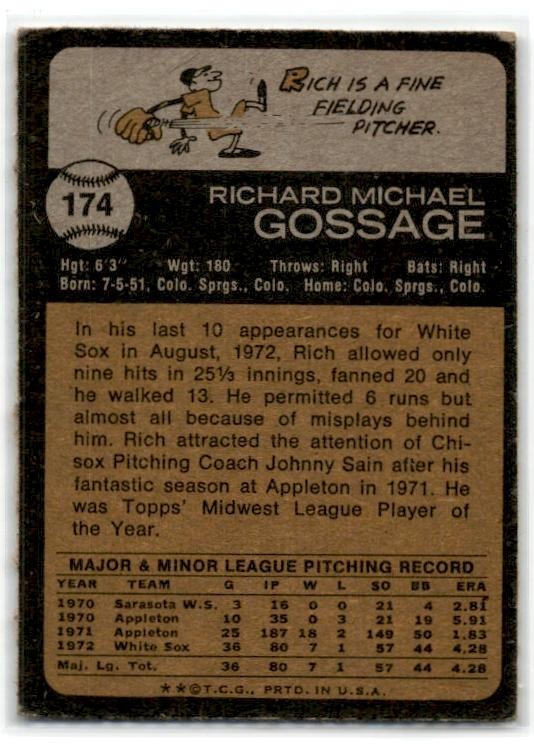 RICH IS A FINE
FIELDING
PITCHER.
174
RICHARD MICHAEL
GOSSAGE
Hgt: 6'3" Wgt: 180 Throws: Right Bats: Right
Born: 7-5-51, Colo. Sprgs., Colo. Home: Colo. Sprgs., Colo.
In his last 10 appearances for White
Sox in August, 1972, Rich allowed only
nine hits in 25⅓ innings, fanned 20 and
he walked 13. He permitted 6 runs but
almost all because of misplays behind
him. Rich attracted the attention of Chi-
sox Pitching Coach Johnny Sain after his
fantastic season at Appleton in 1971. He
was Topps' Midwest League Player of
the Year.
MAJOR & MINOR LEAGUE PITCHING RECORD
YEAR TEAM G IP W L SO BB ERA
1970 Sarasota W.S. 3 16 0 0 21 4 2.81
1970 Appleton 10 35 0 3 21 19 5.91
1971 Appleton 25 187 18 2 149 50 1.83
1972 White Sox 36 80 7 1 57 44 4.28
Maj. Lg. Tot. 36 80 7 1 57 44 4.28
**©T.C.G., PRTD. IN U.S.A.